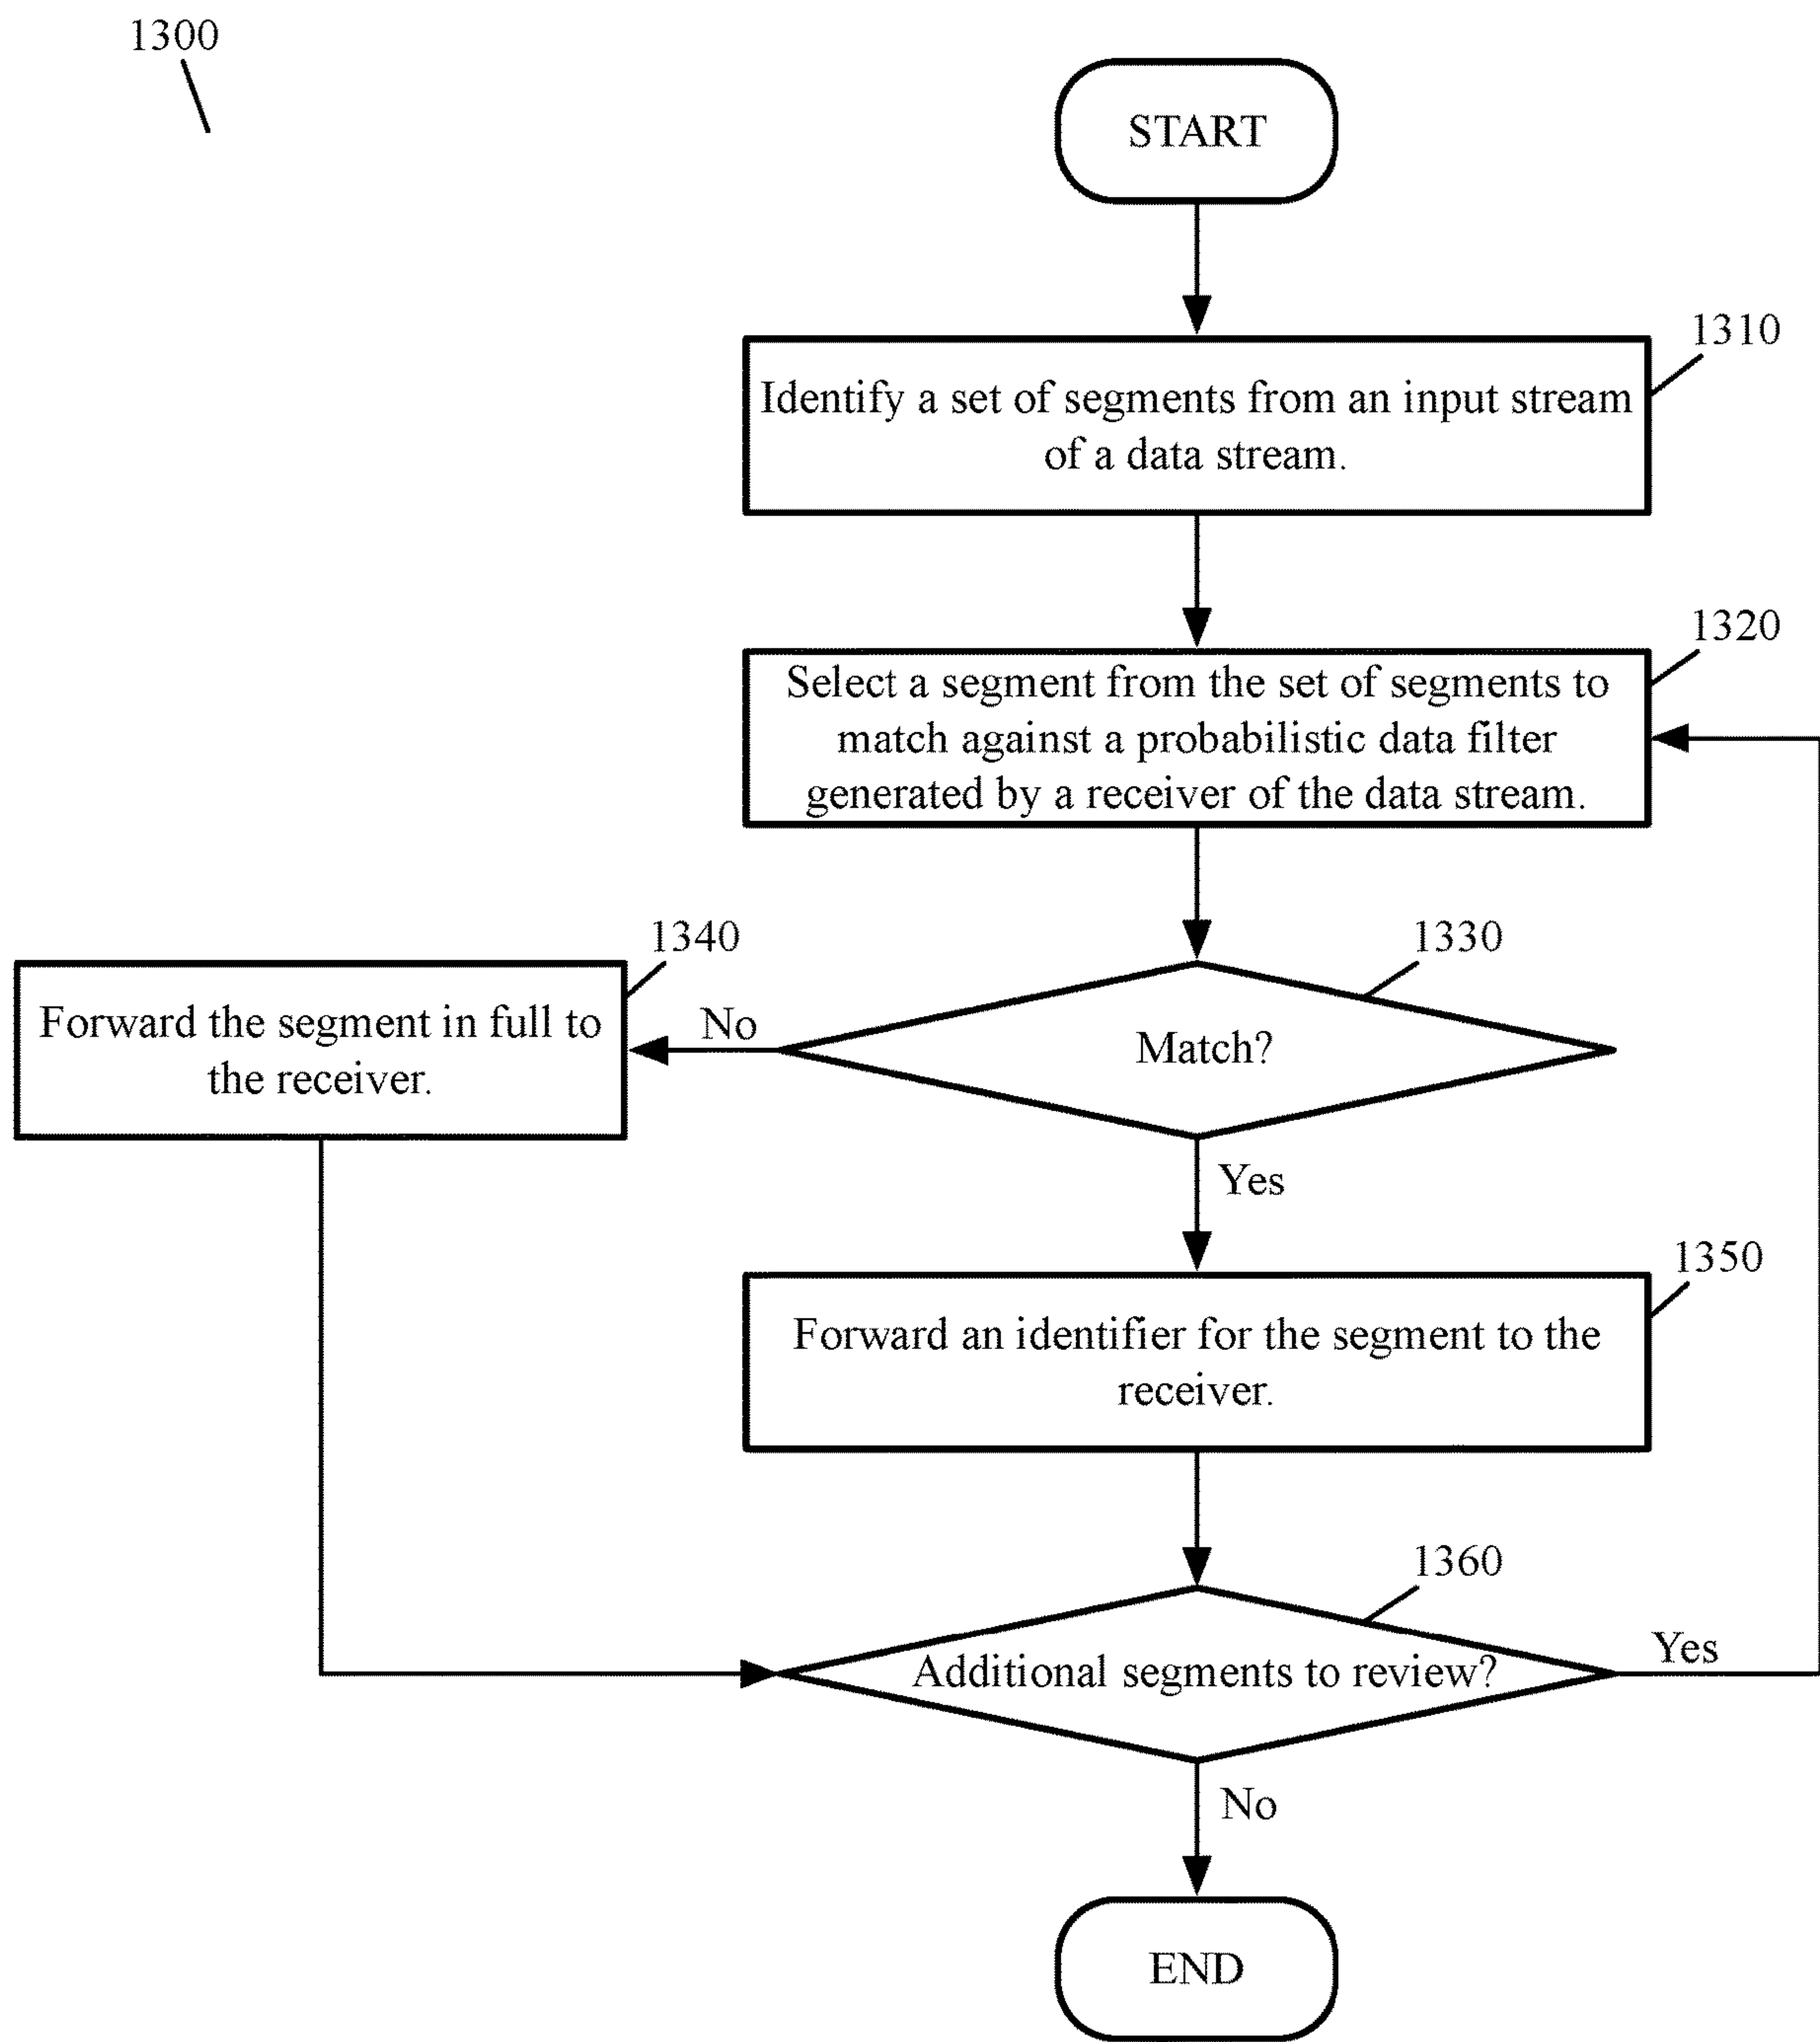 1300
START
1310
Identify a set of segments from an input stream
of a data stream.
1320
Select a segment from the set of segments to
match against a probabilistic data filter
generated by a receiver of the data stream.
1330
Match?
No
1340
Forward the segment in full to
the receiver.
Yes
1350
Forward an identifier for the segment to the
receiver.
1360
Additional segments to review?
Yes
No
END